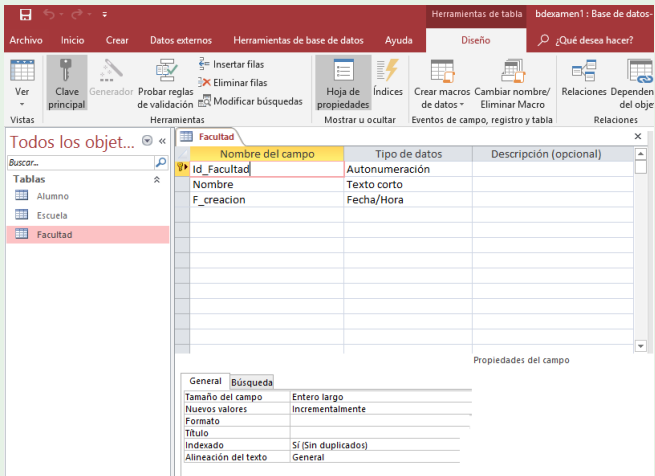 Herramientas de tabla bdexamen1 : Base de datos-
Archivo Inicio Crear Datos externos Herramientas de base de datos Ayuda Diseño ¿Qué desea hacer?
Ver
Clave principal
Generador
Probar reglas de validación
Insertar filas
Eliminar filas
Modificar búsquedas
Hoja de propiedades
Índices
Crear macros de datos
Cambiar nombre/ Eliminar Macro
Relaciones
Dependen del obje
Vistas Herramientas Mostrar u ocultar Eventos de campo, registro y tabla Relaciones
Todos los objet... «
Buscar...
Tablas
Alumno
Escuela
Facultad
Facultad
Nombre del campo Tipo de datos Descripción (opcional)
Id_Facultad Autonumeración
Nombre Texto corto
F_creacion Fecha/Hora
Propiedades del campo
General Búsqueda
Tamaño del campo Entero largo
Nuevos valores Incrementalmente
Formato
Título
Indexado Sí (Sin duplicados)
Alineación del texto General